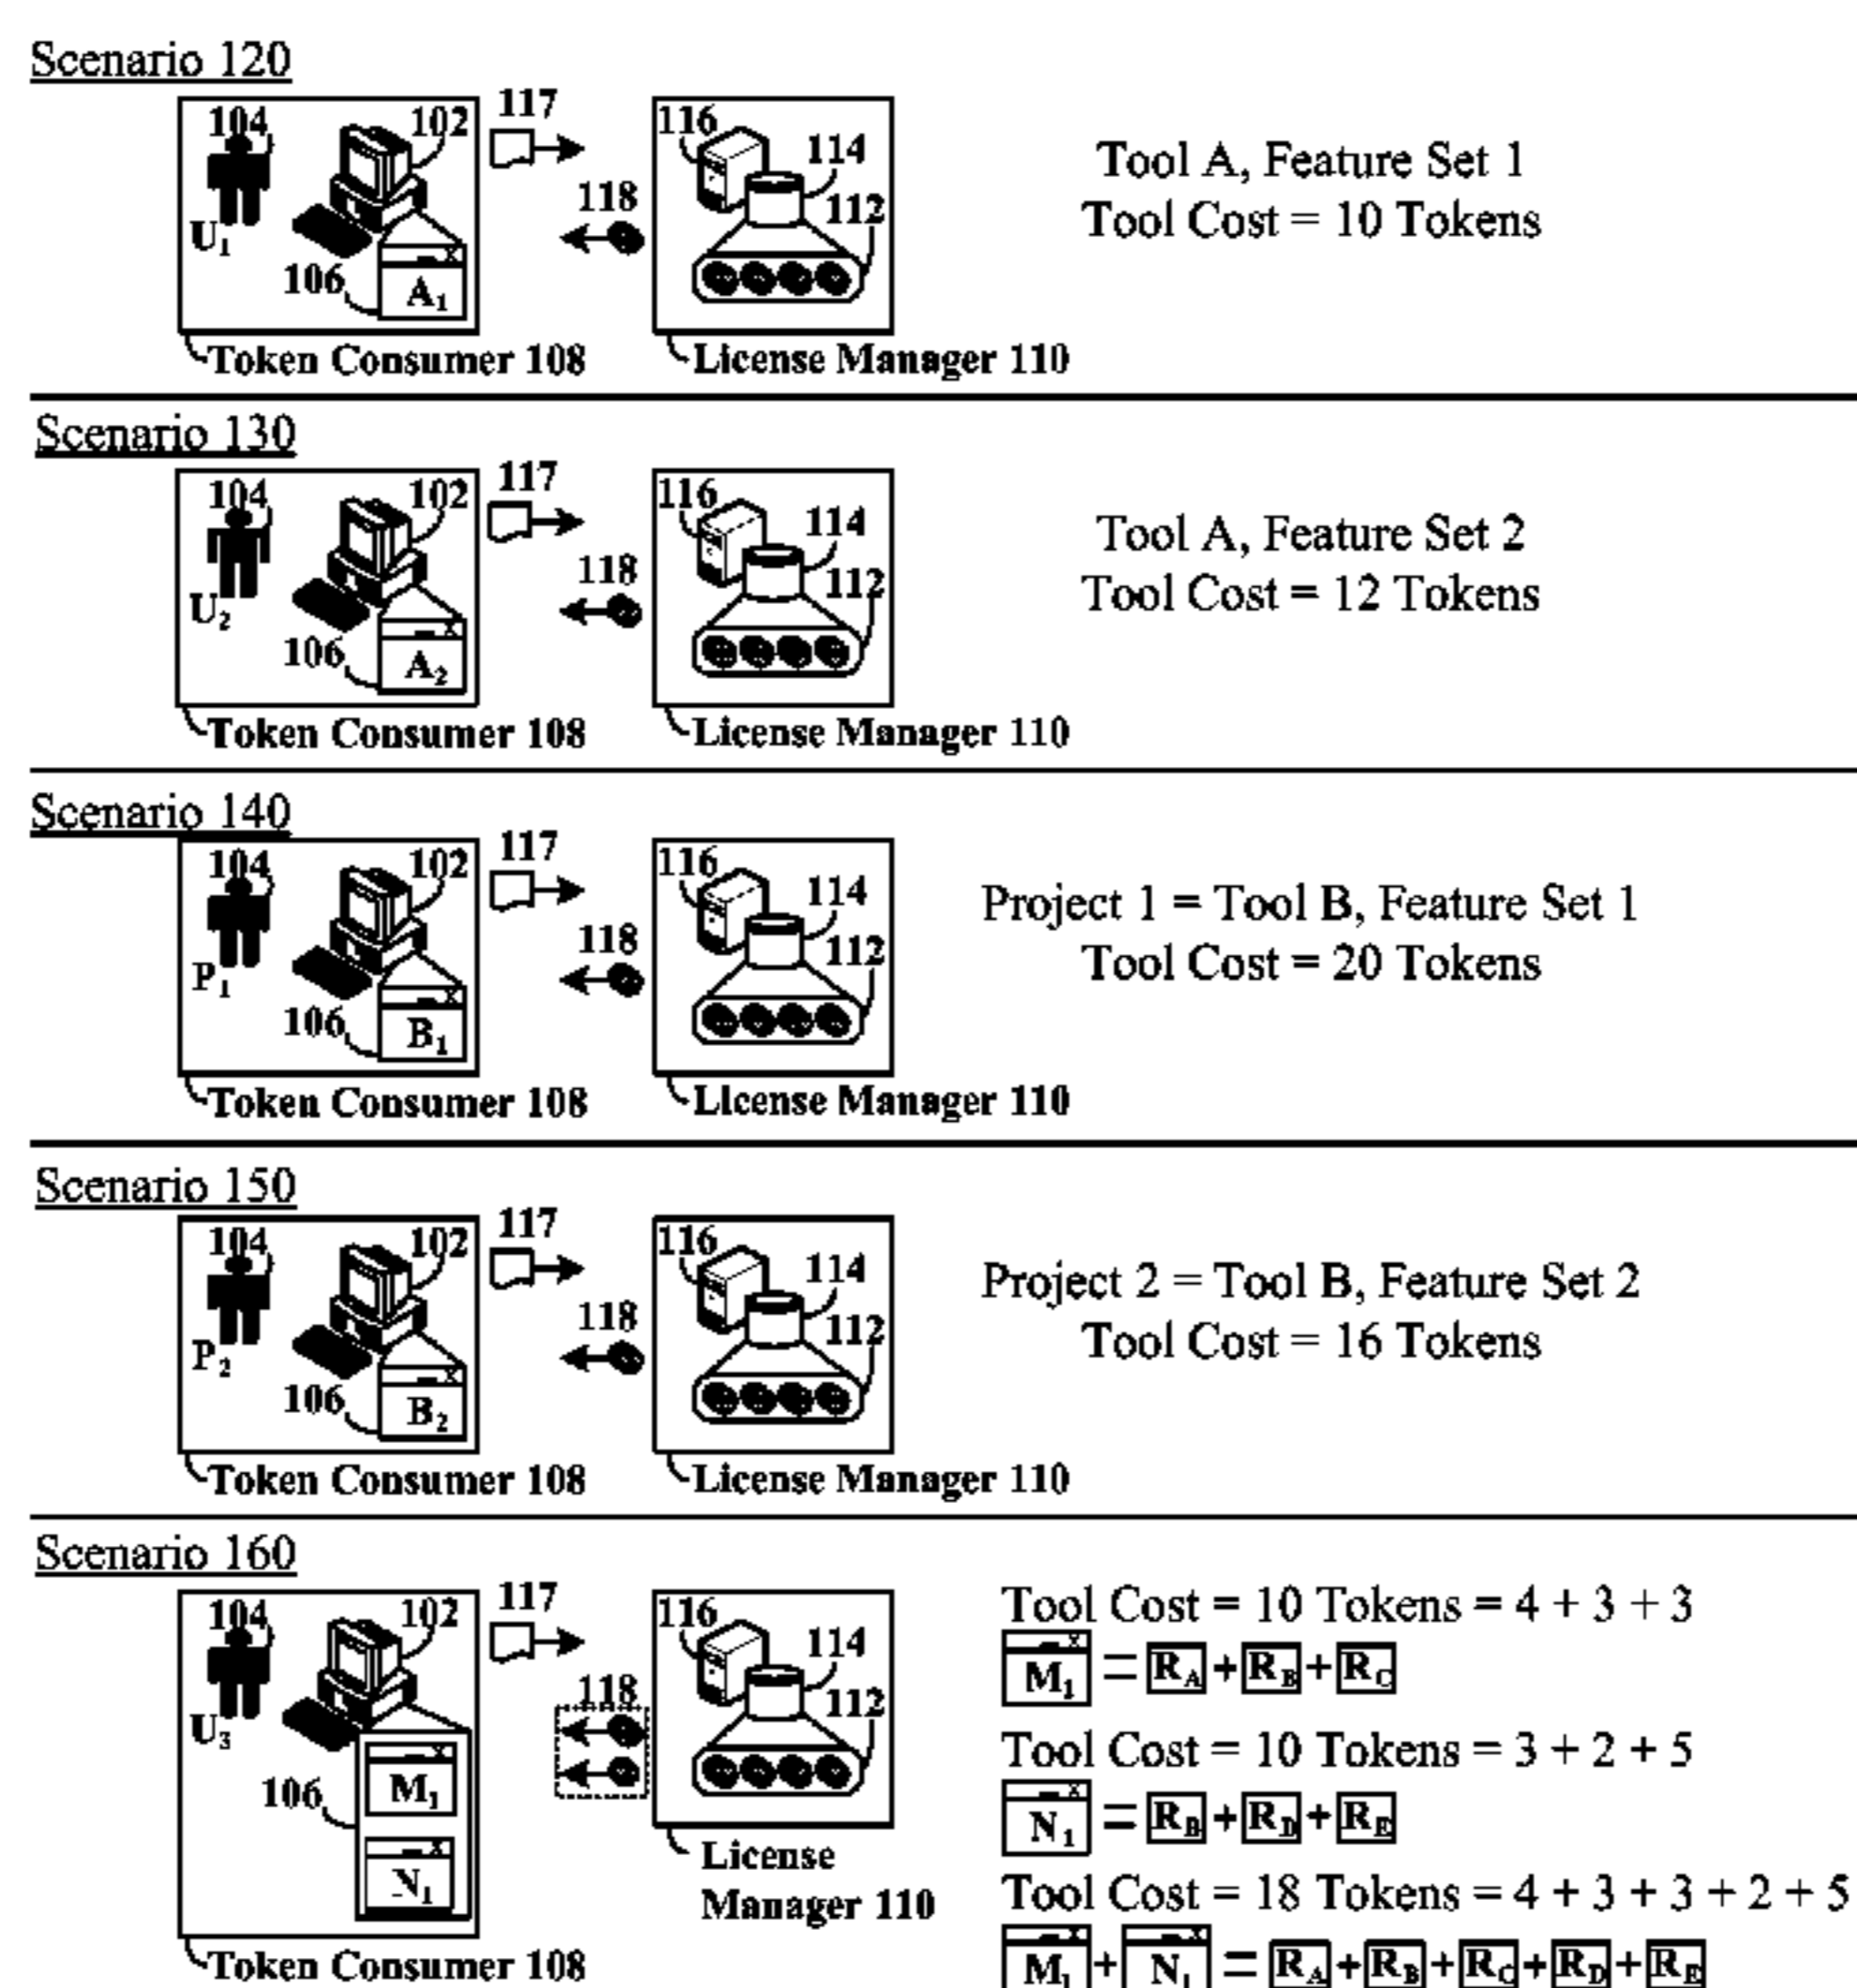 Scenario 120
104
102
117
116
114
118
112
U1
106
A1
Token Consumer 108
License Manager 110
Tool A, Feature Set 1
Tool Cost = 10 Tokens
Scenario 130
104
102
117
116
114
118
112
U2
106
A2
Token Consumer 108
License Manager 110
Tool A, Feature Set 2
Tool Cost = 12 Tokens
Scenario 140
104
102
117
116
114
118
112
P1
106
B1
Token Consumer 108
License Manager 110
Project 1 = Tool B, Feature Set 1
Tool Cost = 20 Tokens
Scenario 150
104
102
117
116
114
118
112
P2
106
B2
Token Consumer 108
License Manager 110
Project 2 = Tool B, Feature Set 2
Tool Cost = 16 Tokens
Scenario 160
104
102
117
116
114
118
112
U3
106
M1
N1
Token Consumer 108
License
Manager 110
Tool Cost = 10 Tokens = 4 + 3 + 3
M1 = RA + RB + RC
Tool Cost = 10 Tokens = 3 + 2 + 5
N1 = RB + RD + RE
Tool Cost = 18 Tokens = 4 + 3 + 3 + 2 + 5
M1 + N1 = RA + RB + RC + RD + RE